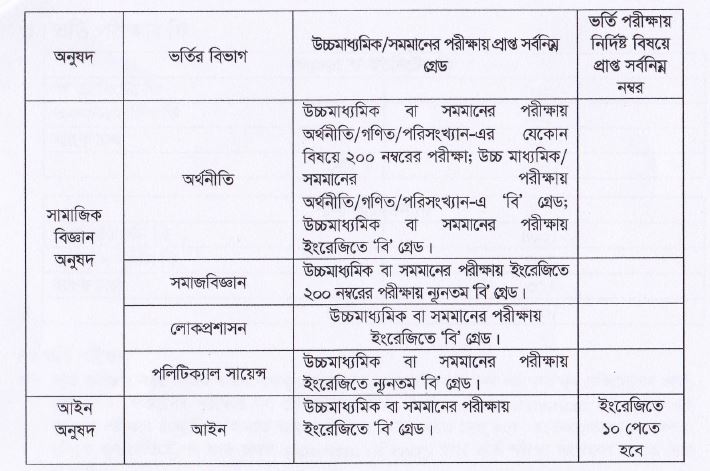 অনুষদ
ভর্তির বিভাগ
উচ্চমাধ্যমিক/সমমানের পরীক্ষায় প্রাপ্ত সর্বনিম্ন
গ্রেড
ভর্তি পরীক্ষায়
নির্দিষ্ট বিষয়ে
প্রাপ্ত সর্বনিম্ন
নম্বর
সামাজিক
বিজ্ঞান
অনুষদ
অর্থনীতি
উচ্চমাধ্যমিক বা সমমানের পরীক্ষায়
অর্থনীতি/গণিত/পরিসংখ্যান-এর যেকোন
বিষয়ে ২০০ নম্বরের পরীক্ষা; উচ্চ মাধ্যমিক/
সমমানের পরীক্ষায়
অর্থনীতি/গণিত/পরিসংখ্যান-এ ‘বি’ গ্রেড;
উচ্চমাধ্যমিক বা সমমানের পরীক্ষায়
ইংরেজিতে ‘বি’ গ্রেড।
সমাজবিজ্ঞান
উচ্চমাধ্যমিক বা সমমানের পরীক্ষায় ইংরেজিতে
২০০ নম্বরের পরীক্ষায় ন্যূনতম ‘বি’ গ্রেড।
লোকপ্রশাসন
উচ্চমাধ্যমিক বা সমমানের পরীক্ষায়
ইংরেজিতে ‘বি’ গ্রেড।
পলিটিক্যাল সায়েন্স
উচ্চমাধ্যমিক বা সমমানের পরীক্ষায়
ইংরেজিতে ন্যূনতম ‘বি’ গ্রেড।
আইন
অনুষদ
আইন
উচ্চমাধ্যমিক বা সমমানের পরীক্ষায়
ইংরেজিতে ‘বি’ গ্রেড।
ইংরেজিতে
১০ পেতে
হবে